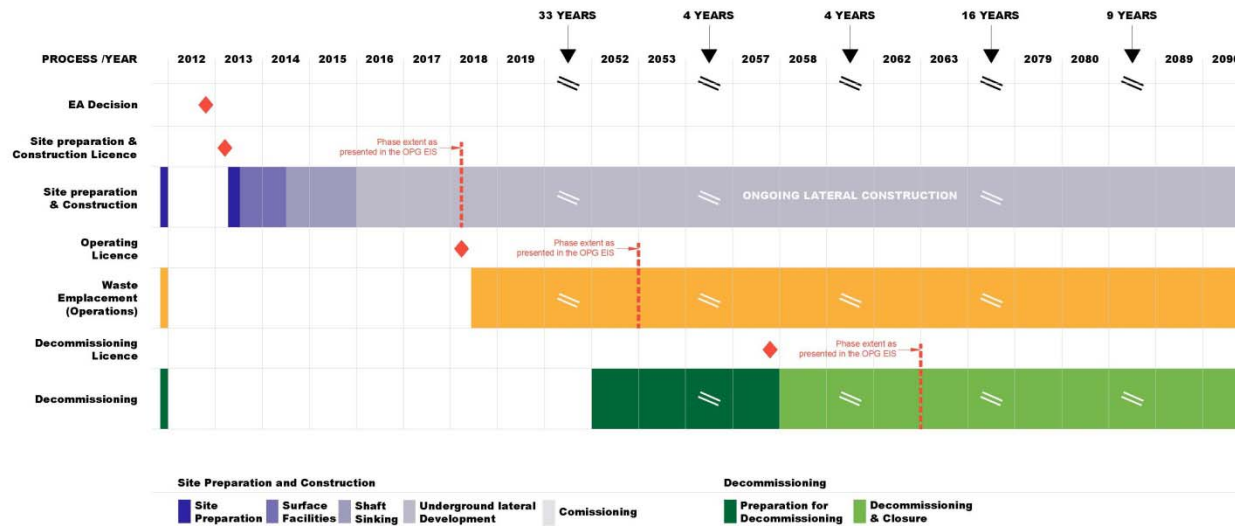 33 YEARS 4 YEARS 4 YEARS 16 YEARS 9 YEARS
PROCESS /YEAR 2012 2013 2014 2015 2016 2017 2018 2019 2052 2053 2057 2058 2062 2063 2079 2080 2089 2090
EA Decision
Site preparation &
Construction Licence
Phase extent as
presented in the OPG EIS
Site preparation
& Construction
ONGOING LATERAL CONSTRUCTION
Operating
Licence
Phase extent as
presented in the OPG EIS
Waste
Emplacement
(Operations)
Decommissioning
Licence
Phase extent as
presented in the OPG EIS
Decommissioning
Site Preparation and Construction
Site
Preparation
Surface
Facilities
Shaft
Sinking
Underground lateral
Development
Comissioning
Decommissioning
Preparation for
Decommissioning
Decommissioning
& Closure